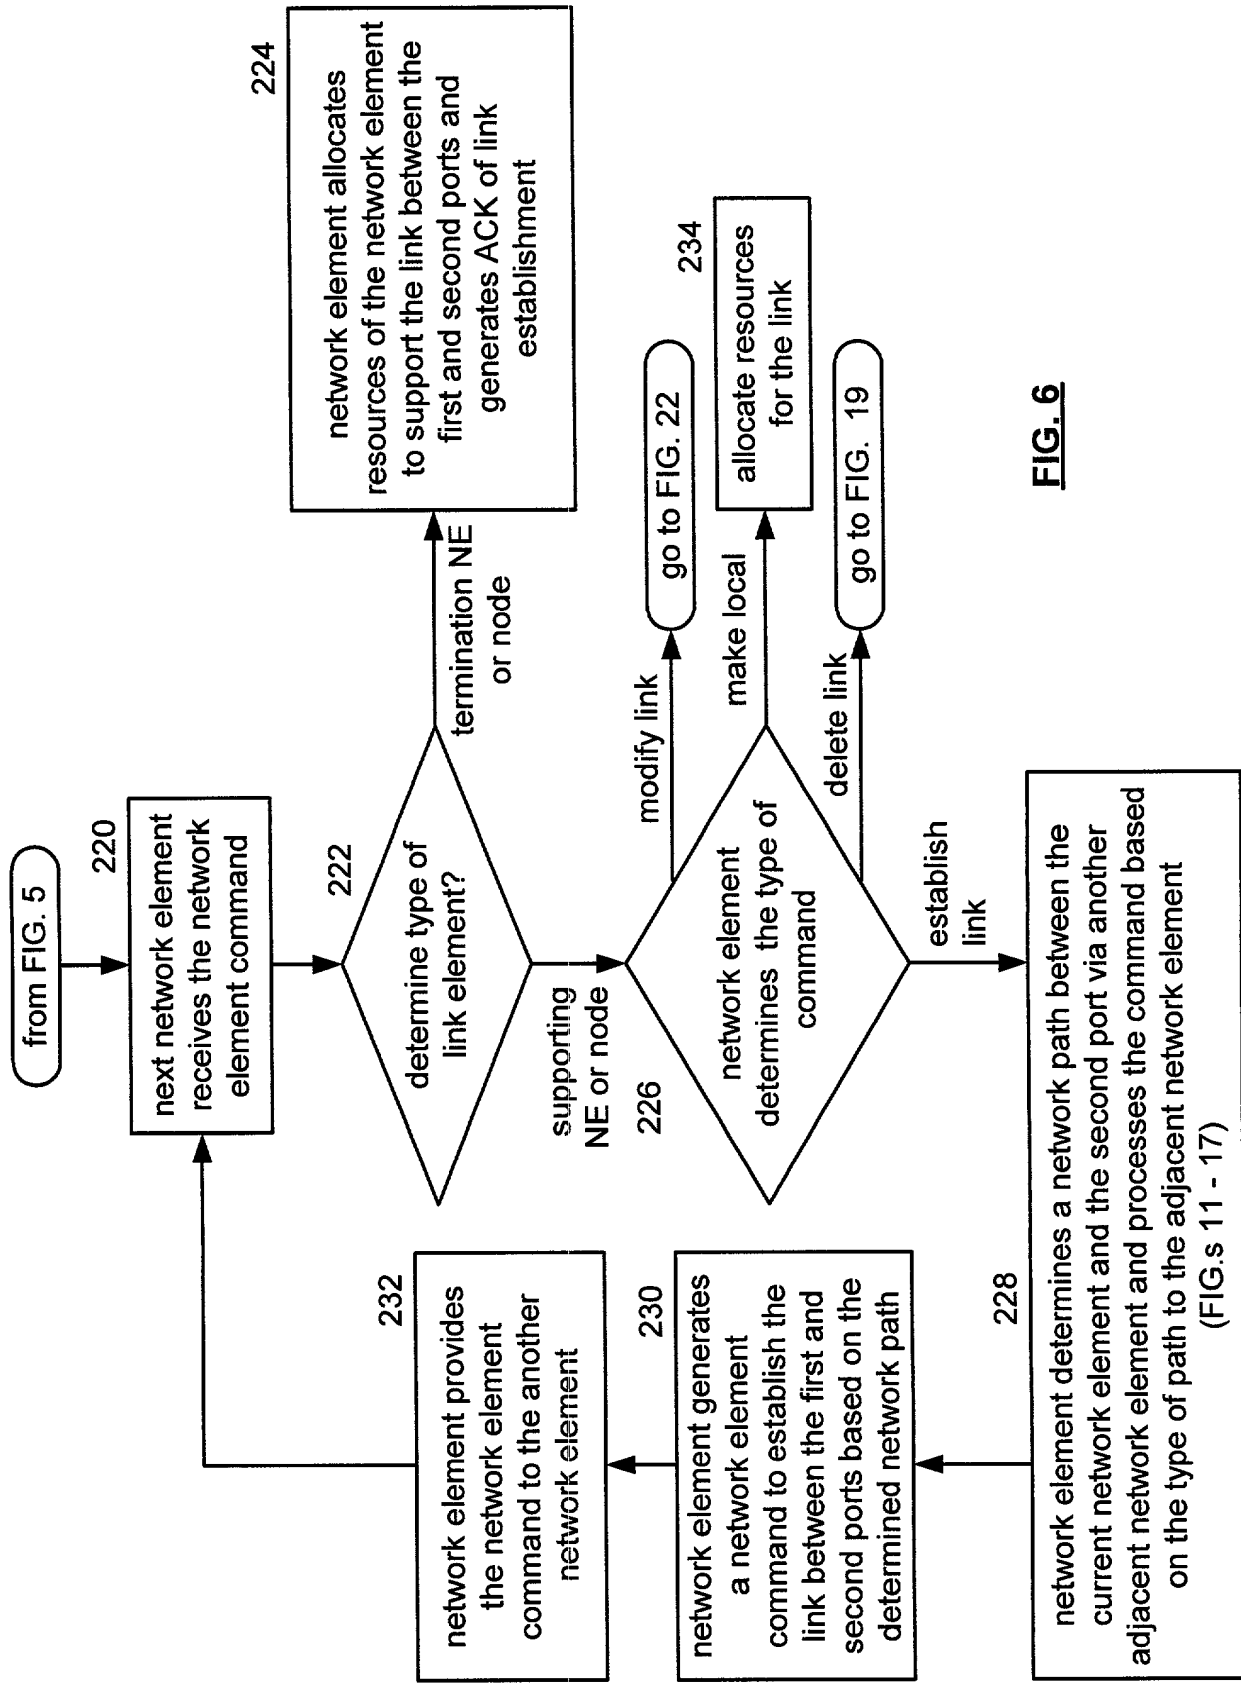 from FIG. 5
220
next network element
receives the network
element command
222
determine type of
link element?
termination NE
or node
224
network element allocates
resources of the network element
to support the link between the
first and second ports and
generates ACK of link
establishment
supporting
NE or node
226
network element
determines the type of
command
modify link
go to FIG. 22
make local
234
allocate resources
for the link
delete link
go to FIG. 19
establish
link
228
network element determines a network path between the
current network element and the second port via another
adjacent network element and processes the command based
on the type of path to the adjacent network element
(FIG.s 11 - 17)
230
network element generates
a network element
command to establish the
link between the first and
second ports based on the
determined network path
232
network element provides
the network element
command to the another
network element
FIG. 6